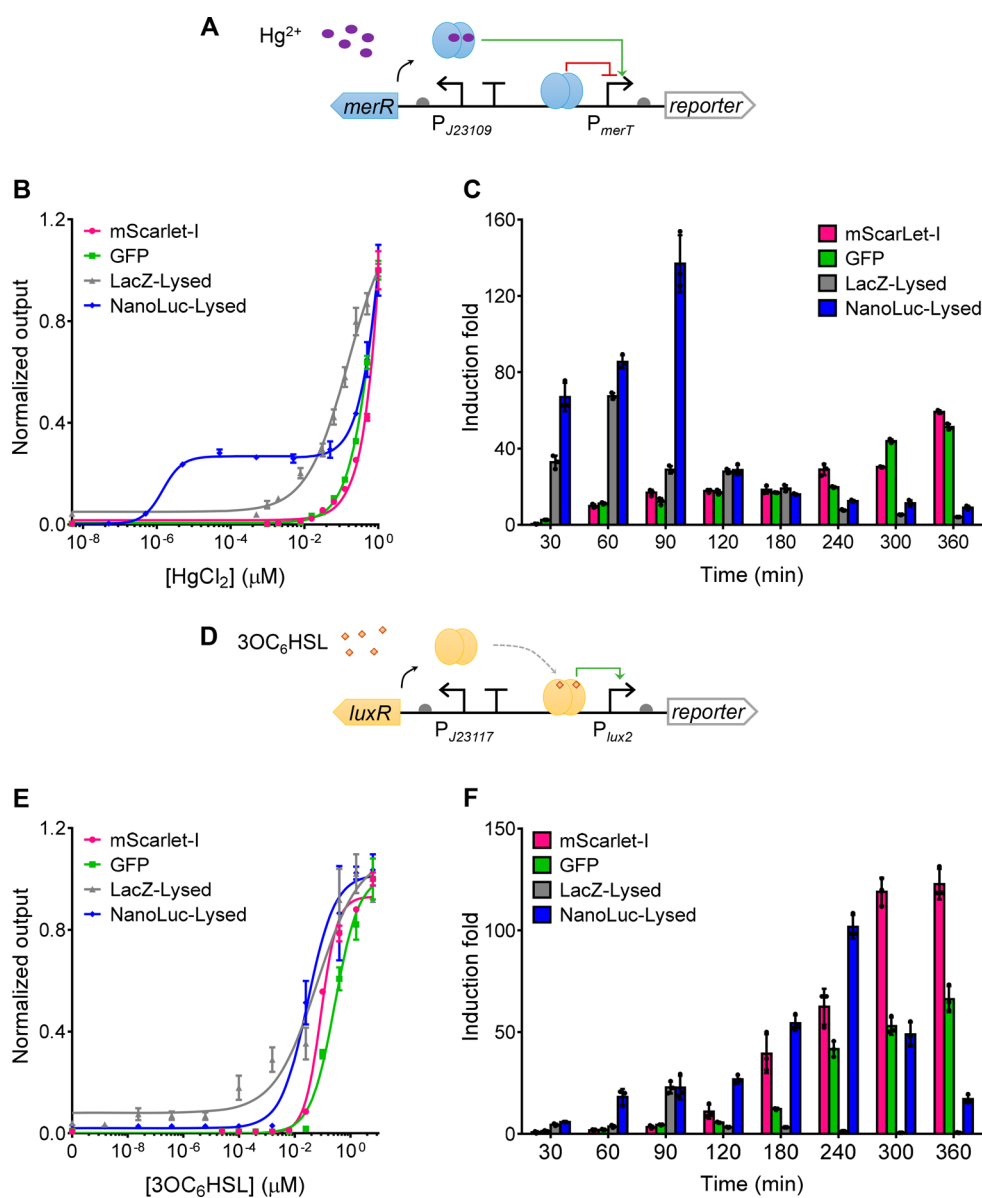 A
Hg2+
merR
PJ23109
PmerT
reporter
B
1.2
0.8
0.4
0.0
Normalized output
mScarlet-I
GFP
LacZ-Lysed
NanoLuc-Lysed
10-8
10-6
10-4
10-2
100
[HgCl2] (μM)
C
160
120
80
40
0
Induction fold
mScarLet-I
GFP
LacZ-Lysed
NanoLuc-Lysed
30 60 90 120 180 240 300 360
Time (min)
D
3OC6HSL
luxR
PJ23117
Plux2
reporter
E
1.2
0.8
0.4
0.0
Normalized output
mScarlet-I
GFP
LacZ-Lysed
NanoLuc-Lysed
10-8
10-6
10-4
10-2
100
[3OC6HSL] (μM)
F
150
100
50
0
Induction fold
mScarlet-I
GFP
LacZ-Lysed
NanoLuc-Lysed
30 60 90 120 180 240 300 360
Time (min)